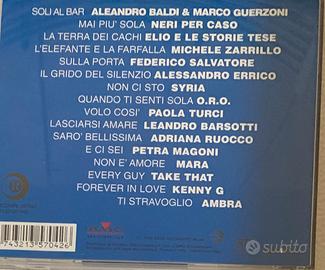 SOLI AL BAR ALEANDRO BALDI & MARCO GUERZONI
MAI PIU' SOLA NERI PER CASO
LA TERRA DEI CACHI ELIO E LE STORIE TESE
L'ELEFANTE E LA FARFALLA MICHELE ZARRILLO
SULLA PORTA FEDERICO SALVATORE
IL GRIDO DEL SILENZIO ALESSANDRO ERRICO
NON CI STO SYRIA
QUANDO TI SENTI SOLA O.R.O.
VOLO COSI' PAOLA TURCI
LASCIARSI AMARE LEANDRO BARSOTTI
SARO' BELLISSIMA ADRIANA RUOCCO
E CI SEI PETRA MAGONI
NON E' AMORE MARA
EVERY GUY TAKE THAT
FOREVER IN LOVE KENNY G
TI STRAVOGLIO AMBRA
BMG
743213 570426
subito